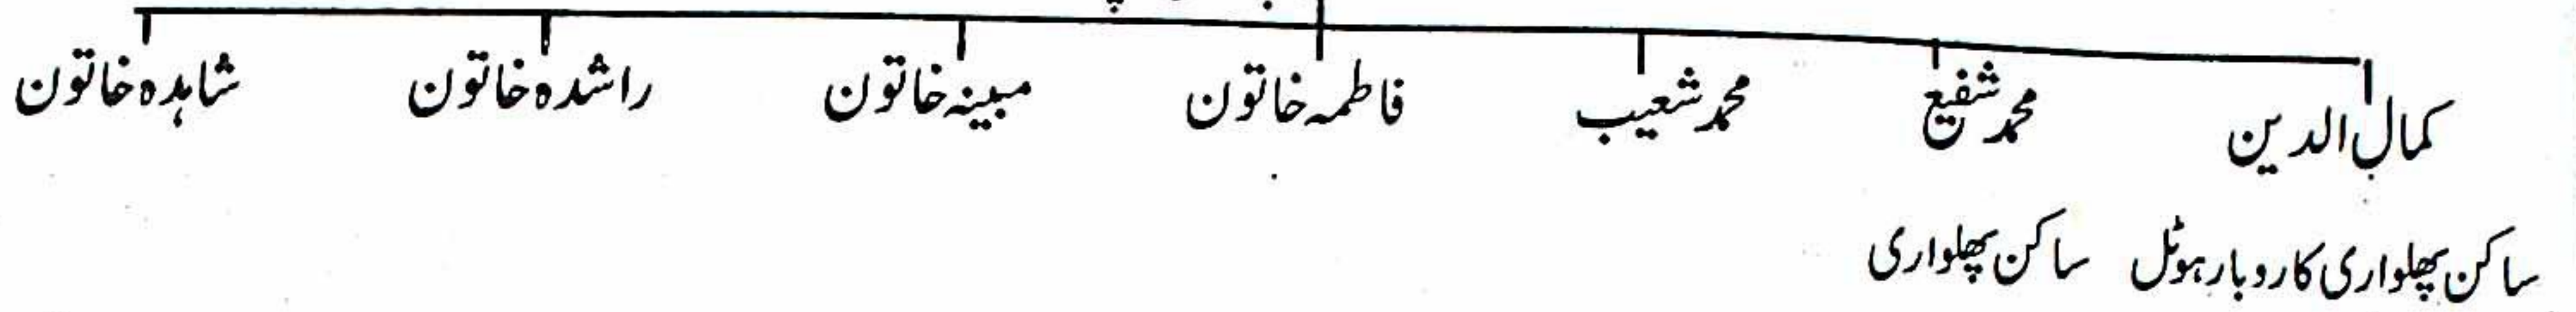 کمال الدین محمد شفیع محمد شعیب فاطمہ خاتون مبینہ خاتون راشدہ خاتون شاہدہ خاتون
ساکن پھلواری کاروبار ہوٹل ساکن پھلواری